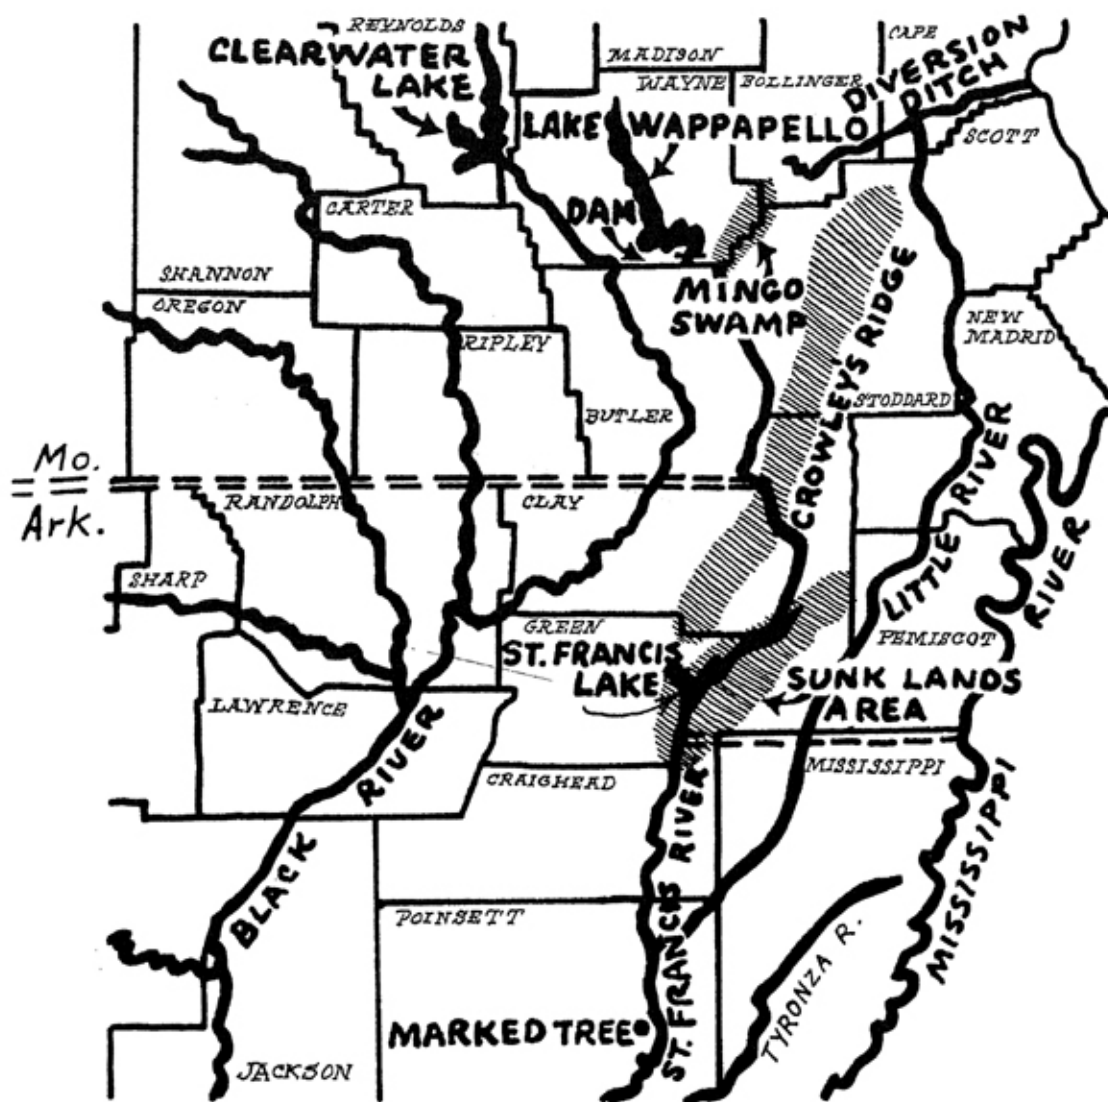 REYNOLDS
CAPE
CLEARWATER
LAKE
MADISON
WAYNE
BOLLINGER
DIVERSION
DITCH
LAKE WAPPAPELLO
SCOTT
CARTER
DAM
SHANNON
OREGON
MINGO
SWAMP
NEW
MADRID
RIPLEY
CROWLEY'S RIDGE
STODDARD
BUTLER
Mo.
Ark.
RANDOLPH
CLAY
LITTLE RIVER
RIVER
SHARP
GREEN
PEMISCOT
ST. FRANCIS
LAKE
SUNK LANDS
AREA
LAWRENCE
RIVER
CRAIGHEAD
MISSISSIPPI
RIVER
MISSISSIPPI
BLACK
POINSETT
ST. FRANCIS
TYRONZA R.
MARKED TREE
JACKSON